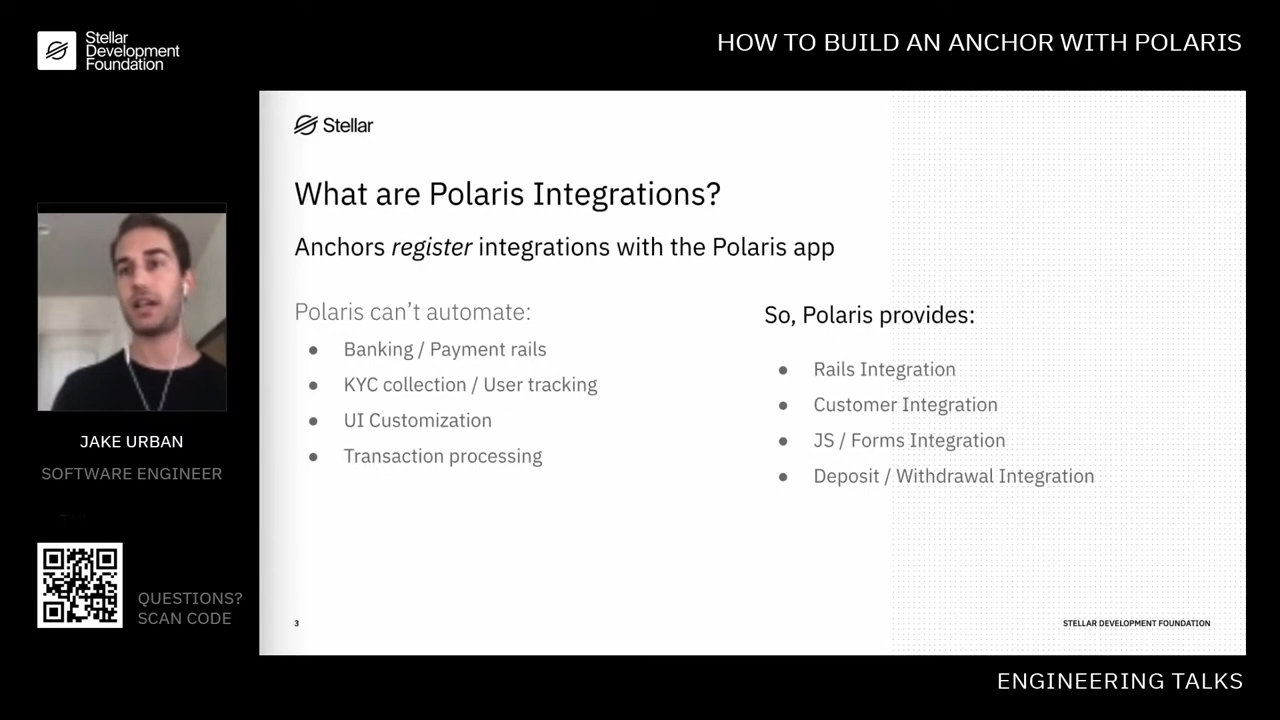 Stellar
Development
Foundation
HOW TO BUILD AN ANCHOR WITH POLARIS
Stellar
What are Polaris Integrations?
Anchors register integrations with the Polaris app
Polaris can’t automate:
● Banking / Payment rails
● KYC collection / User tracking
● UI Customization
● Transaction processing
So, Polaris provides:
● Rails Integration
● Customer Integration
● JS / Forms Integration
● Deposit / Withdrawal Integration
3
STELLAR DEVELOPMENT FOUNDATION
JAKE URBAN
SOFTWARE ENGINEER
QUESTIONS?
SCAN CODE
ENGINEERING TALKS